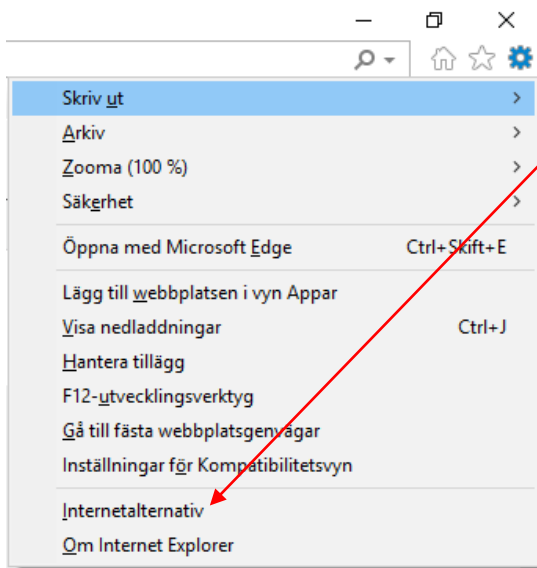 Skriv ut
Arkiv
Zooma (100 %)
Säkerhet
Öppna med Microsoft Edge Ctrl+Skift+E
Lägg till webbplatsen i vyn Appar
Visa nedladdningar Ctrl+J
Hantera tillägg
F12-utvecklingsverktyg
Gå till fästa webbplatsgenvägar
Inställningar för Kompatibilitetsvyn
Internetalternativ
Om Internet Explorer